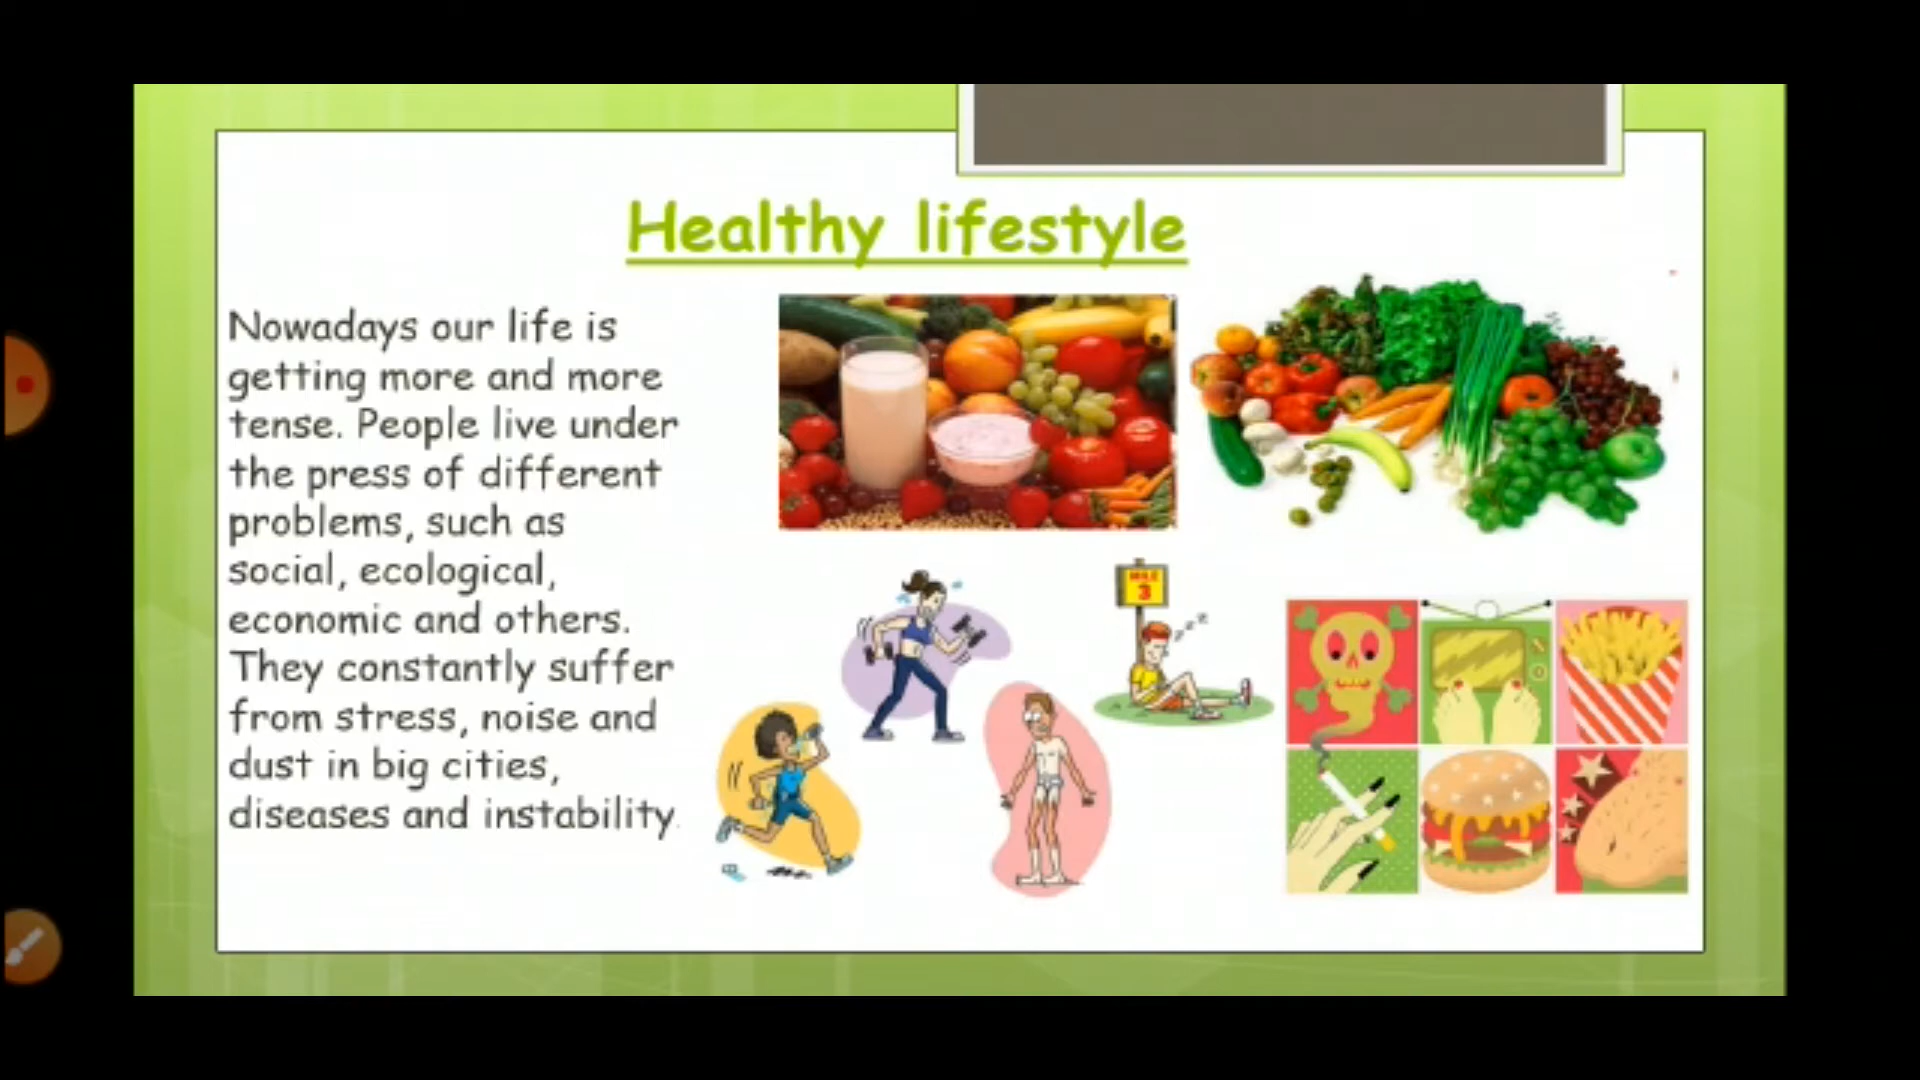 Healthy lifestyle
Nowadays our life is
getting more and more
tense. People live under
the press of different
problems, such as
social, ecological,
economic and others.
They constantly suffer
from stress, noise and
dust in big cities,
diseases and instability.
MILE
3
z z z